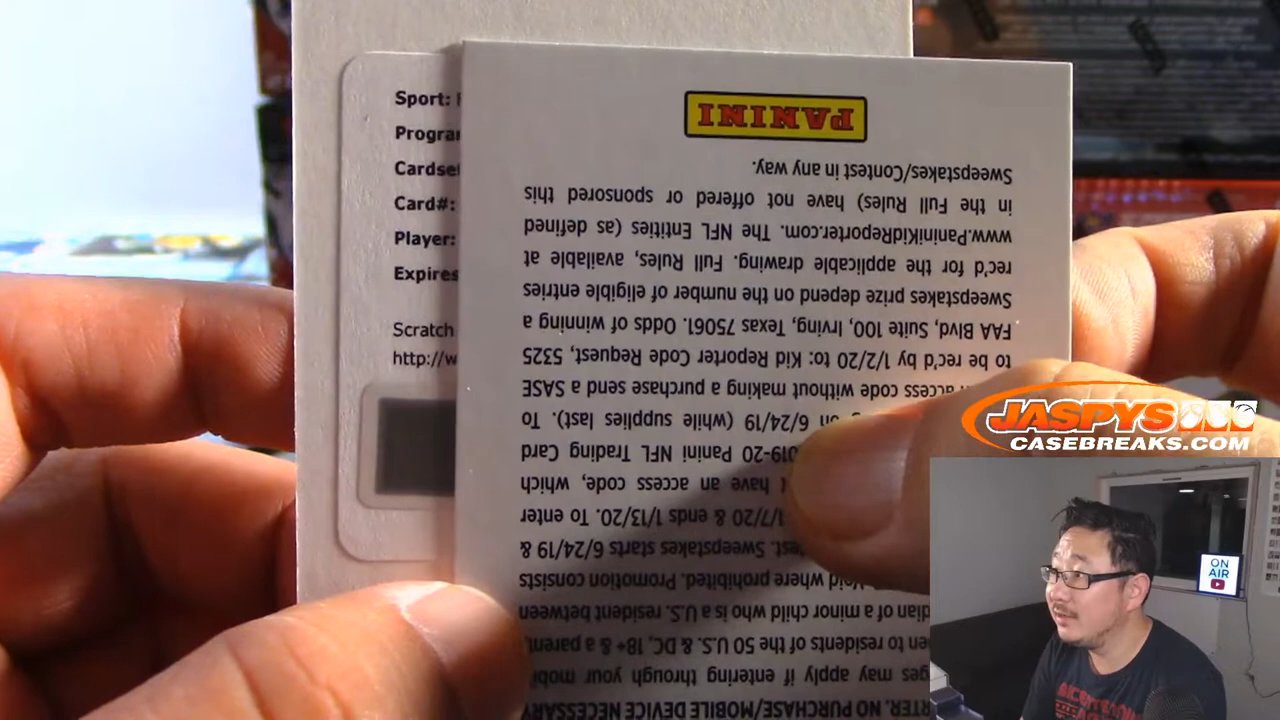 Sport:
Progra
Cardse
Card#:
Player:
Expires
Scratch
http://w
PANINI
Sweepstakes/Contest in any way.
in the Full Rules) have not offered or sponsored this
www.PaniniKidReporter.com. The NFL Entities (as defined
rec'd for the applicable drawing. Full Rules, available at
Sweepstakes prize depend on the number of eligible entries
FAA Blvd, Suite 100, Irving, Texas 75061. Odds of winning a
to be rec'd by 1/2/20 to: Kid Reporter Code Request, 5325
access code without making a purchase send a SASE
on 6/24/19 (while supplies last). To
019-20 Panini NFL Trading Card
have an access code, which
1/7/20 & ends 1/13/20. To enter
test. Sweepstakes starts 6/24/19 &
Void where prohibited. Promotion consists
dian of a minor child who is a U.S. resident between
en to residents of the 50 U.S. & DC, 18+ & a parent,
ges may apply if entering through your mobi
RTER. NO PURCHASE/MOBILE DEVICE NECESSARY
JASPYS
CASEBREAKS.COM
ON
AIR